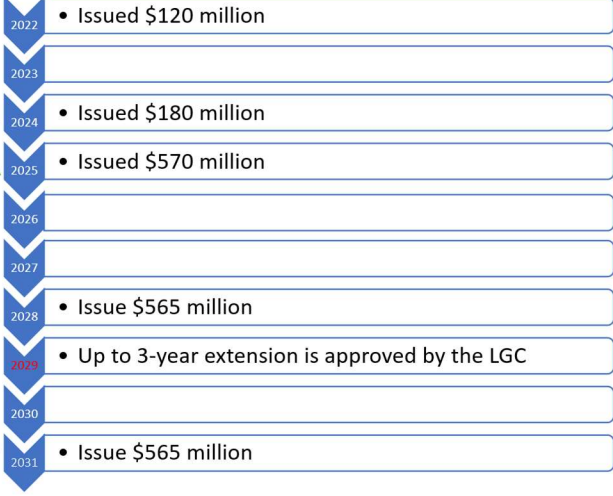 2022 • Issued $120 million
2023
2024 • Issued $180 million
2025 • Issued $570 million
2026
2027
2028 • Issue $565 million
2029 • Up to 3-year extension is approved by the LGC
2030
2031 • Issue $565 million